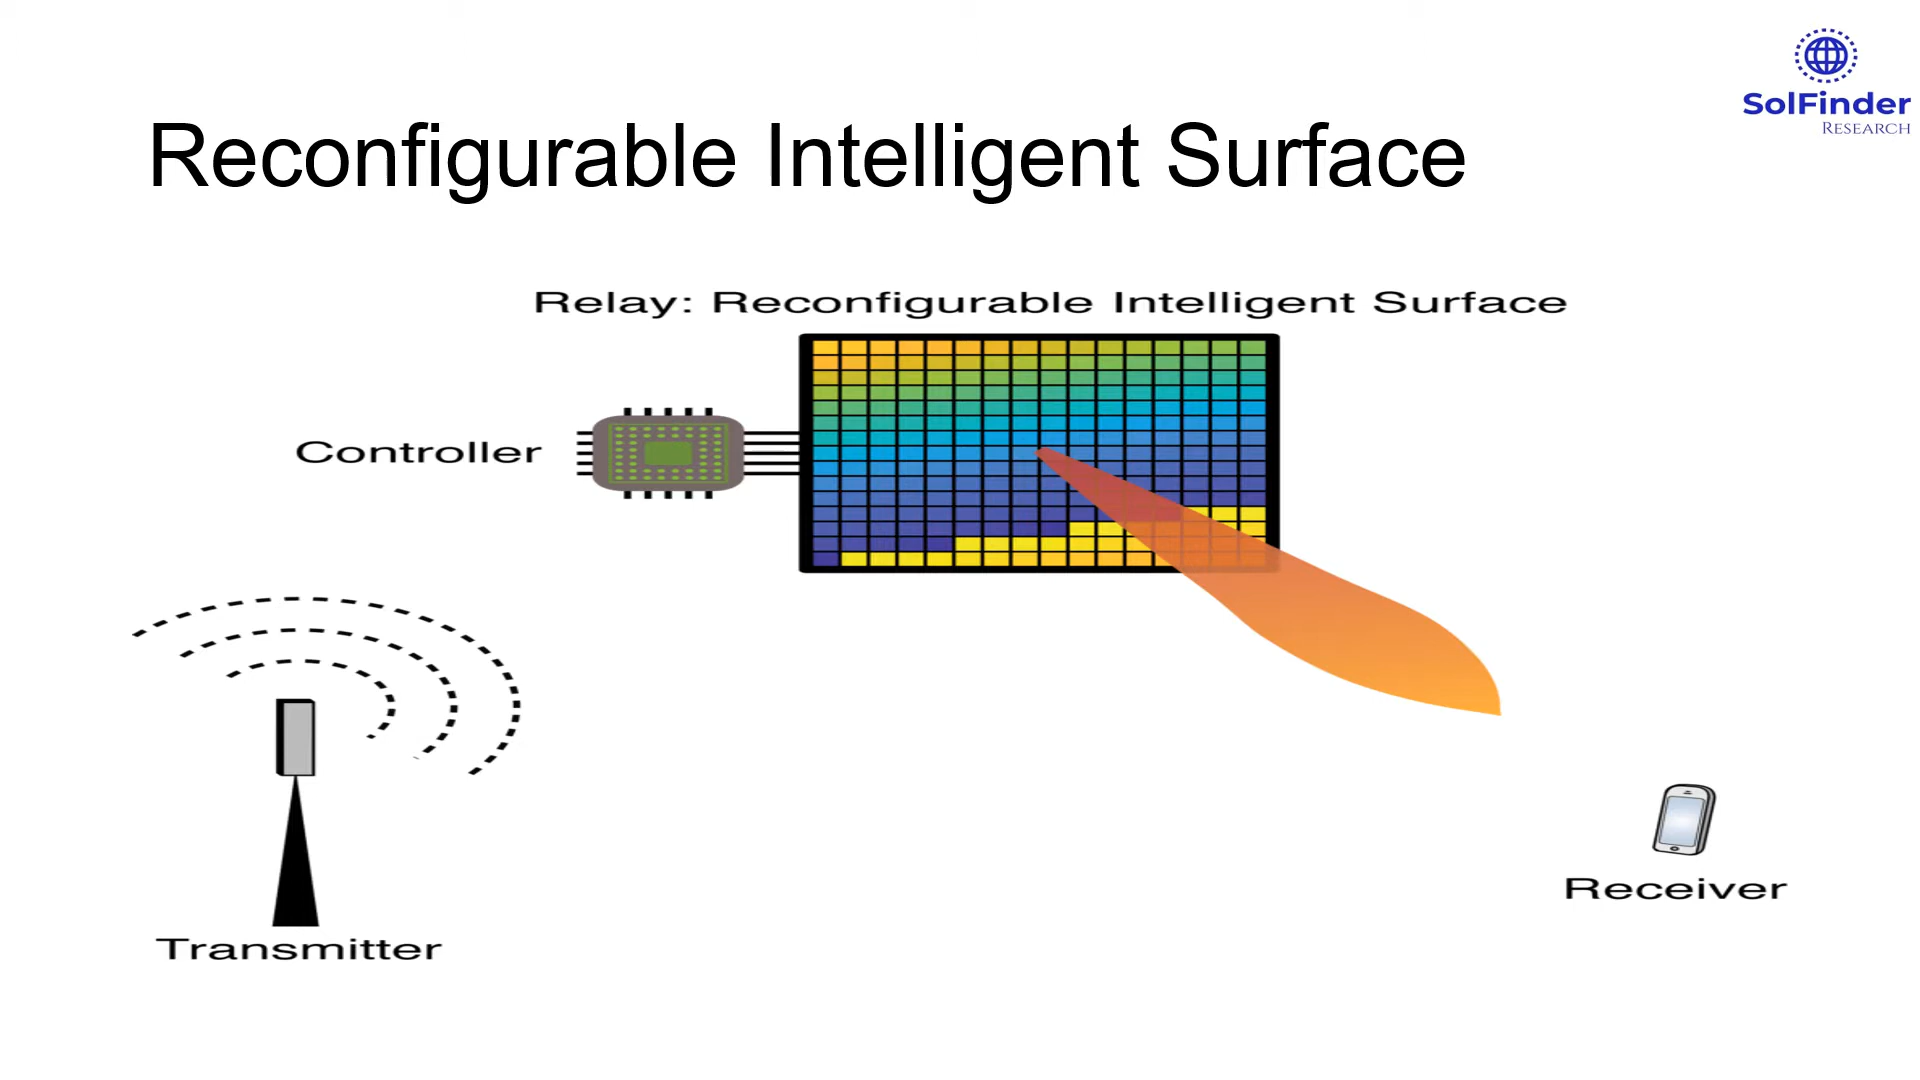 SolFinder
RESEARCH
Reconfigurable Intelligent Surface
Relay: Reconfigurable Intelligent Surface
Controller
Receiver
Transmitter